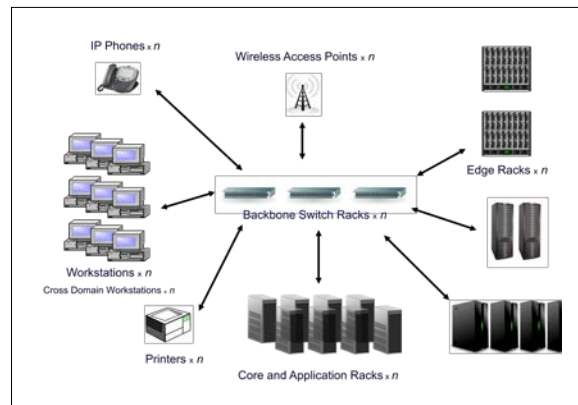 IP Phones x n
Wireless Access Points x n
Edge Racks x n
Backbone Switch Racks x n
Workstations x n
Cross Domain Workstations x n
Printers x n
Core and Application Racks x n